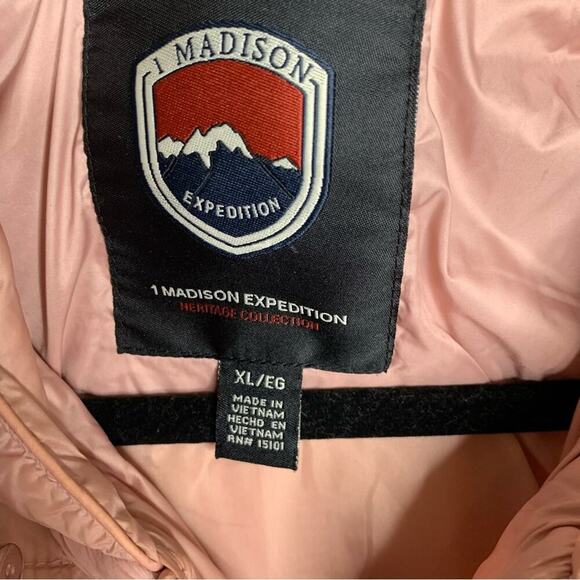 1 MADISON
EXPEDITION
1 MADISON EXPEDITION
HERITAGE COLLECTION
XL/EG
MADE IN
VIETNAM
HECHO EN
VIETNAM
RN# 15101